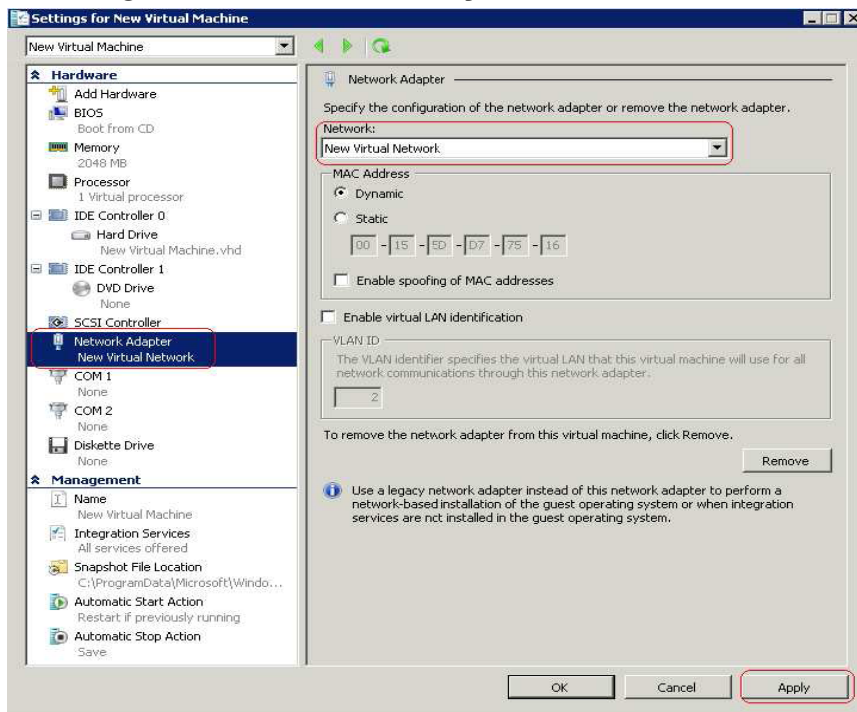 Settings for New Virtual Machine
New Virtual Machine
Hardware
Add Hardware
BIOS
Boot from CD
Memory
2048 MB
Processor
1 Virtual processor
IDE Controller 0
Hard Drive
New Virtual Machine.vhd
IDE Controller 1
DVD Drive
None
SCSI Controller
Network Adapter
New Virtual Network
COM 1
None
COM 2
None
Diskette Drive
None
Management
Name
New Virtual Machine
Integration Services
All services offered
Snapshot File Location
C:\ProgramData\Microsoft\Windo...
Automatic Start Action
Restart if previously running
Automatic Stop Action
Save
Network Adapter
Specify the configuration of the network adapter or remove the network adapter.
Network:
New Virtual Network
MAC Address
Dynamic
Static
00 - 15 - 5D - D7 - 75 - 16
Enable spoofing of MAC addresses
Enable virtual LAN identification
VLAN ID
The VLAN identifier specifies the virtual LAN that this virtual machine will use for all
network communications through this network adapter.
2
To remove the network adapter from this virtual machine, click Remove.
Remove
Use a legacy network adapter instead of this network adapter to perform a
network-based installation of the guest operating system or when integration
services are not installed in the guest operating system.
OK
Cancel
Apply